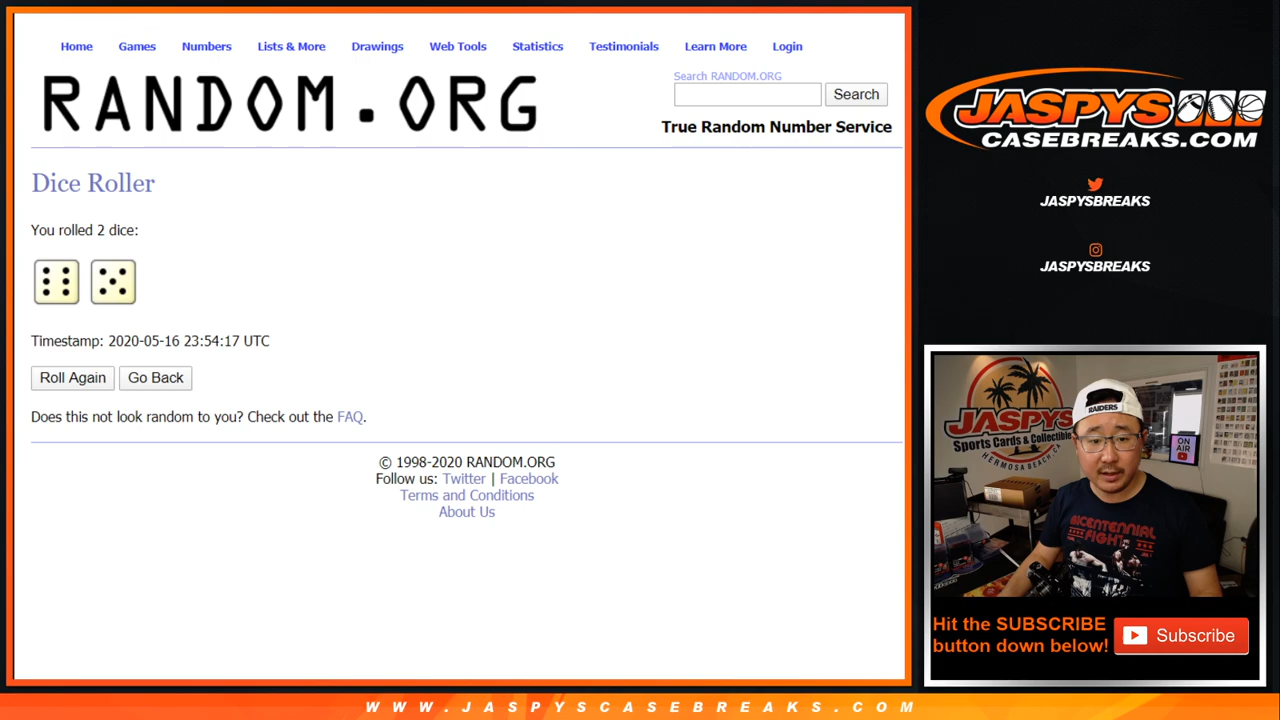 Home Games Numbers Lists & More Drawings Web Tools Statistics Testimonials Learn More Login
RANDOM.ORG
Search RANDOM.ORG
Search
True Random Number Service
Dice Roller
You rolled 2 dice:
Timestamp: 2020-05-16 23:54:17 UTC
Roll Again Go Back
Does this not look random to you? Check out the FAQ.
© 1998-2020 RANDOM.ORG
Follow us: Twitter | Facebook
Terms and Conditions
About Us
JASPYS
CASEBREAKS.COM
JASPYSBREAKS
JASPYSBREAKS
JASPYS
Sports Cards & Collectibles
HERMOSA BEACH, CA
RAIDERS
ON
AIR
BICENTENNIAL
FIGHT
Hit the SUBSCRIBE
button down below!
Subscribe
WWW.JASPYSCASEBREAKS.COM